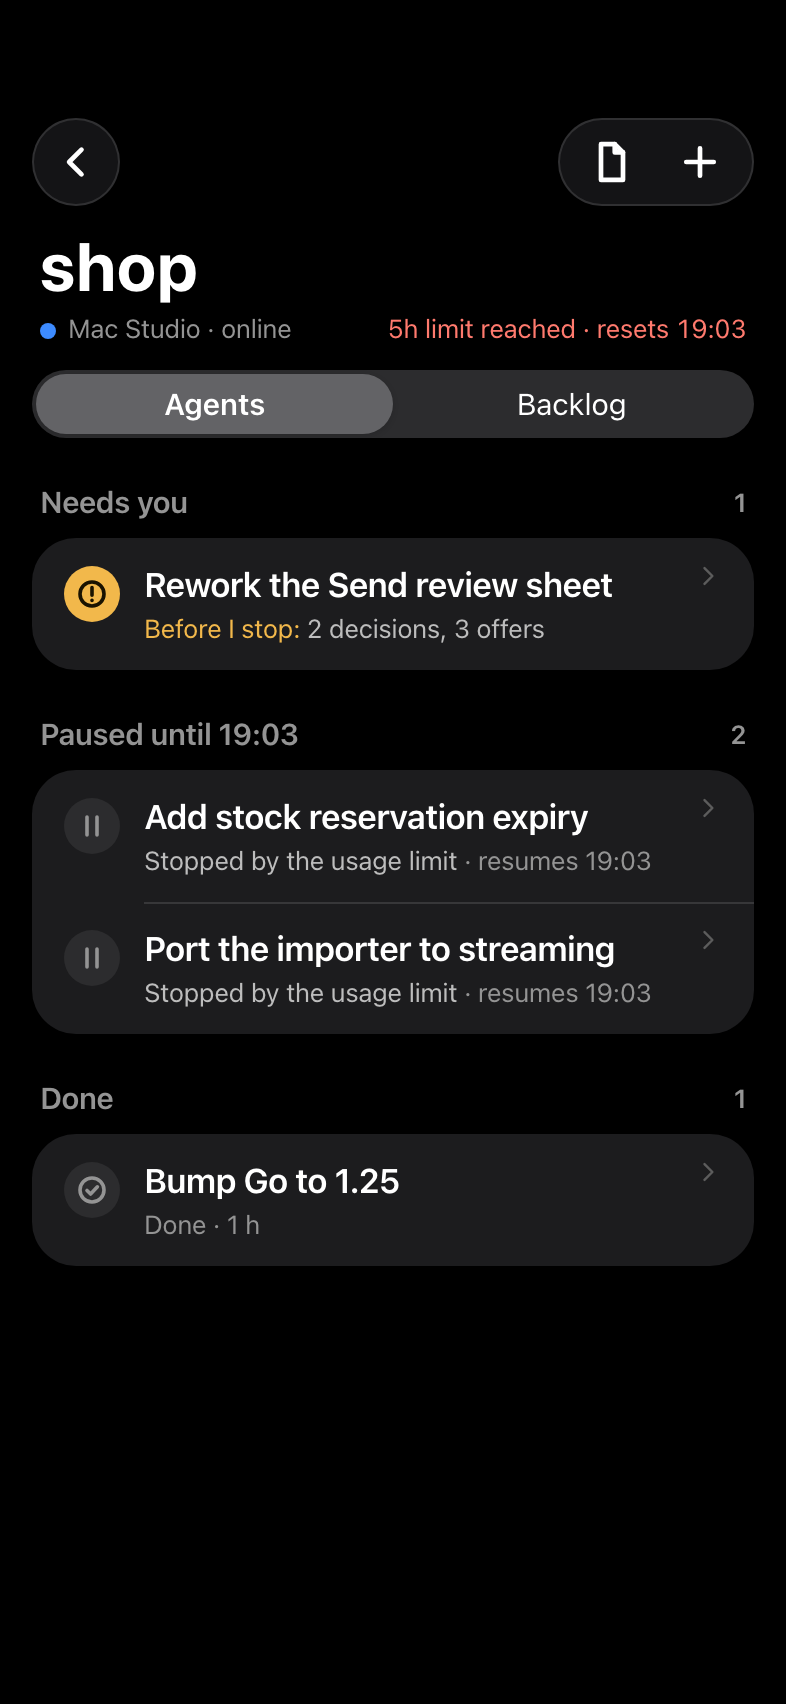 shop
Mac Studio · online
5h limit reached · resets 19:03
Agents
Backlog
Needs you
1
Rework the Send review sheet
Before I stop: 2 decisions, 3 offers
Paused until 19:03
2
Add stock reservation expiry
Stopped by the usage limit · resumes 19:03
Port the importer to streaming
Stopped by the usage limit · resumes 19:03
Done
1
Bump Go to 1.25
Done · 1 h